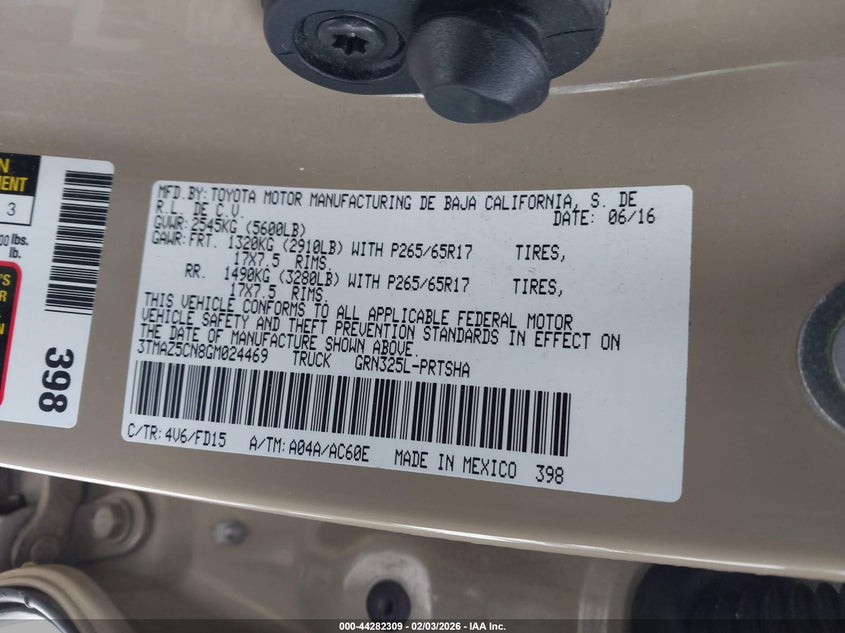 N
MENT
3
00 lbs.
lb.
'S
R
N
398
MFD.BY:TOYOTA MOTOR MANUFACTURING DE BAJA CALIFORNIA, S. DE
R.L. DE C.V. DATE: 06/16
GVWR: 2545KG (5600LB)
GAWR:FRT. 1320KG (2910LB) WITH P265/65R17 TIRES,
17X7.5 RIMS.
RR. 1490KG (3280LB) WITH P265/65R17 TIRES,
17X7.5 RIMS.
THIS VEHICLE CONFORMS TO ALL APPLICABLE FEDERAL MOTOR
VEHICLE SAFETY AND THEFT PREVENTION STANDARDS IN EFFECT ON
THE DATE OF MANUFACTURE SHOWN ABOVE.
3TMAZ5CN8GM024469 TRUCK GRN325L-PRTSHA
C/TR: 4V6/FD15 A/TM: A04A/AC60E MADE IN MEXICO 398
000-44282309 - 02/03/2026 - IAA Inc.